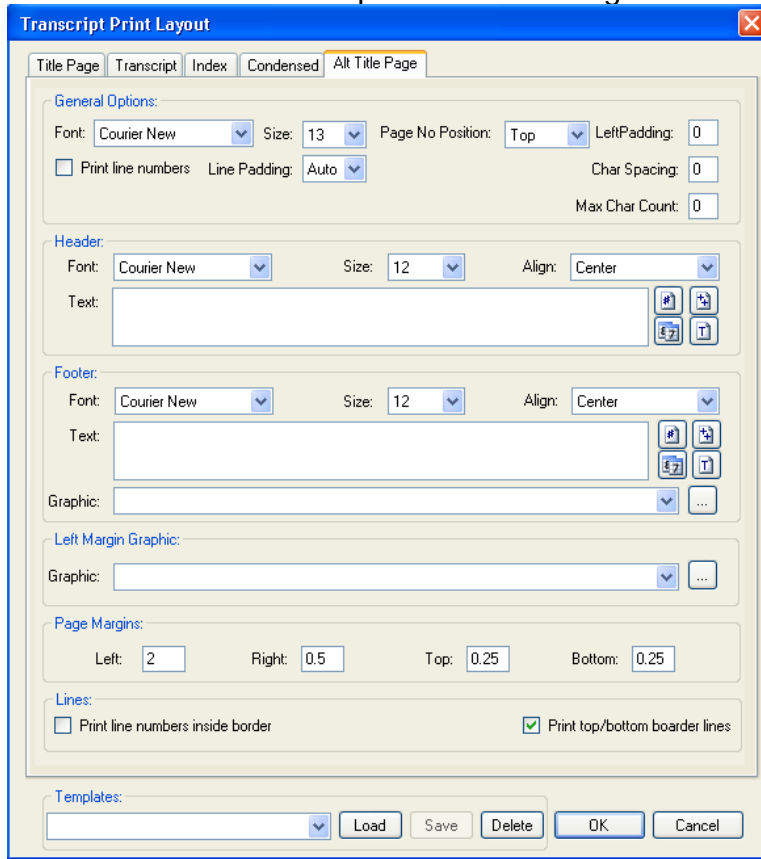 Transcript Print Layout
Title Page Transcript Index Condensed Alt Title Page
General Options:
Font: Courier New Size: 13 Page No Position: Top LeftPadding: 0
Print line numbers Line Padding: Auto Char Spacing: 0
Max Char Count: 0
Header:
Font: Courier New Size: 12 Align: Center
Text:
#
T
Footer:
Font: Courier New Size: 12 Align: Center
Text:
#
T
Graphic: ...
Left Margin Graphic:
Graphic: ...
Page Margins:
Left: 2 Right: 0.5 Top: 0.25 Bottom: 0.25
Lines:
Print line numbers inside border Print top/bottom boarder lines
Templates:
Load Save Delete OK Cancel